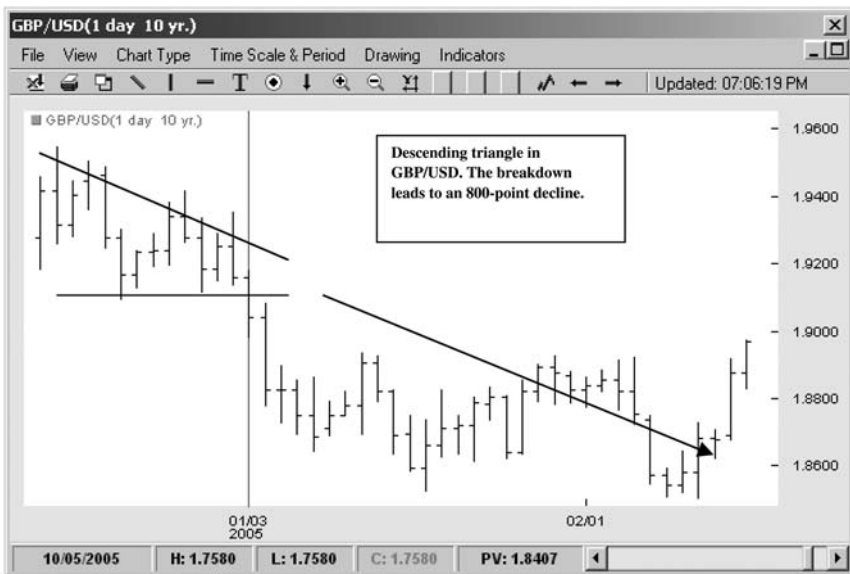 GBP/USD(1 day 10 yr.)
File View Chart Type Time Scale & Period Drawing Indicators
T Updated: 07:06:19 PM
GBP/USD(1 day 10 yr.)
Descending triangle in
GBP/USD. The breakdown
leads to an 800-point decline.
1.9600
1.9400
1.9200
1.9000
1.8800
1.8600
01/03 02/01
2005
10/05/2005 H: 1.7580 L: 1.7580 C: 1.7580 PV: 1.8407